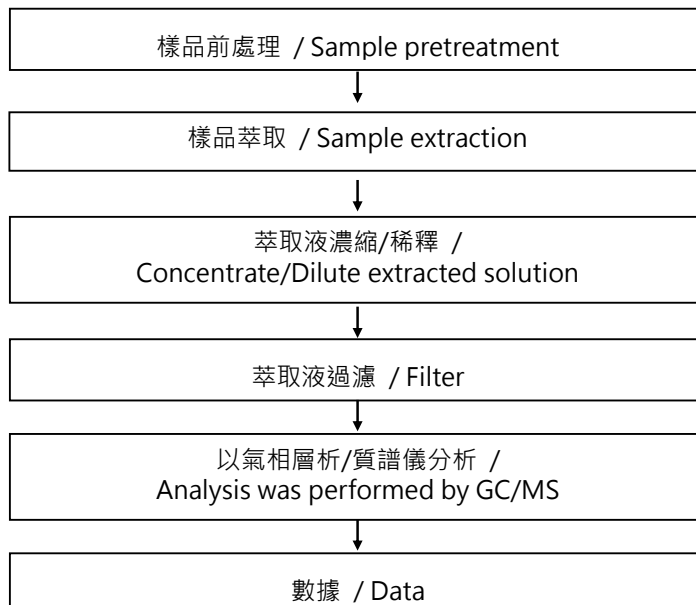 樣品前處理 / Sample pretreatment
樣品萃取 / Sample extraction
萃取液濃縮/稀釋 /
Concentrate/Dilute extracted solution
萃取液過濾 / Filter
以氣相層析/質譜儀分析 /
Analysis was performed by GC/MS
數據 / Data